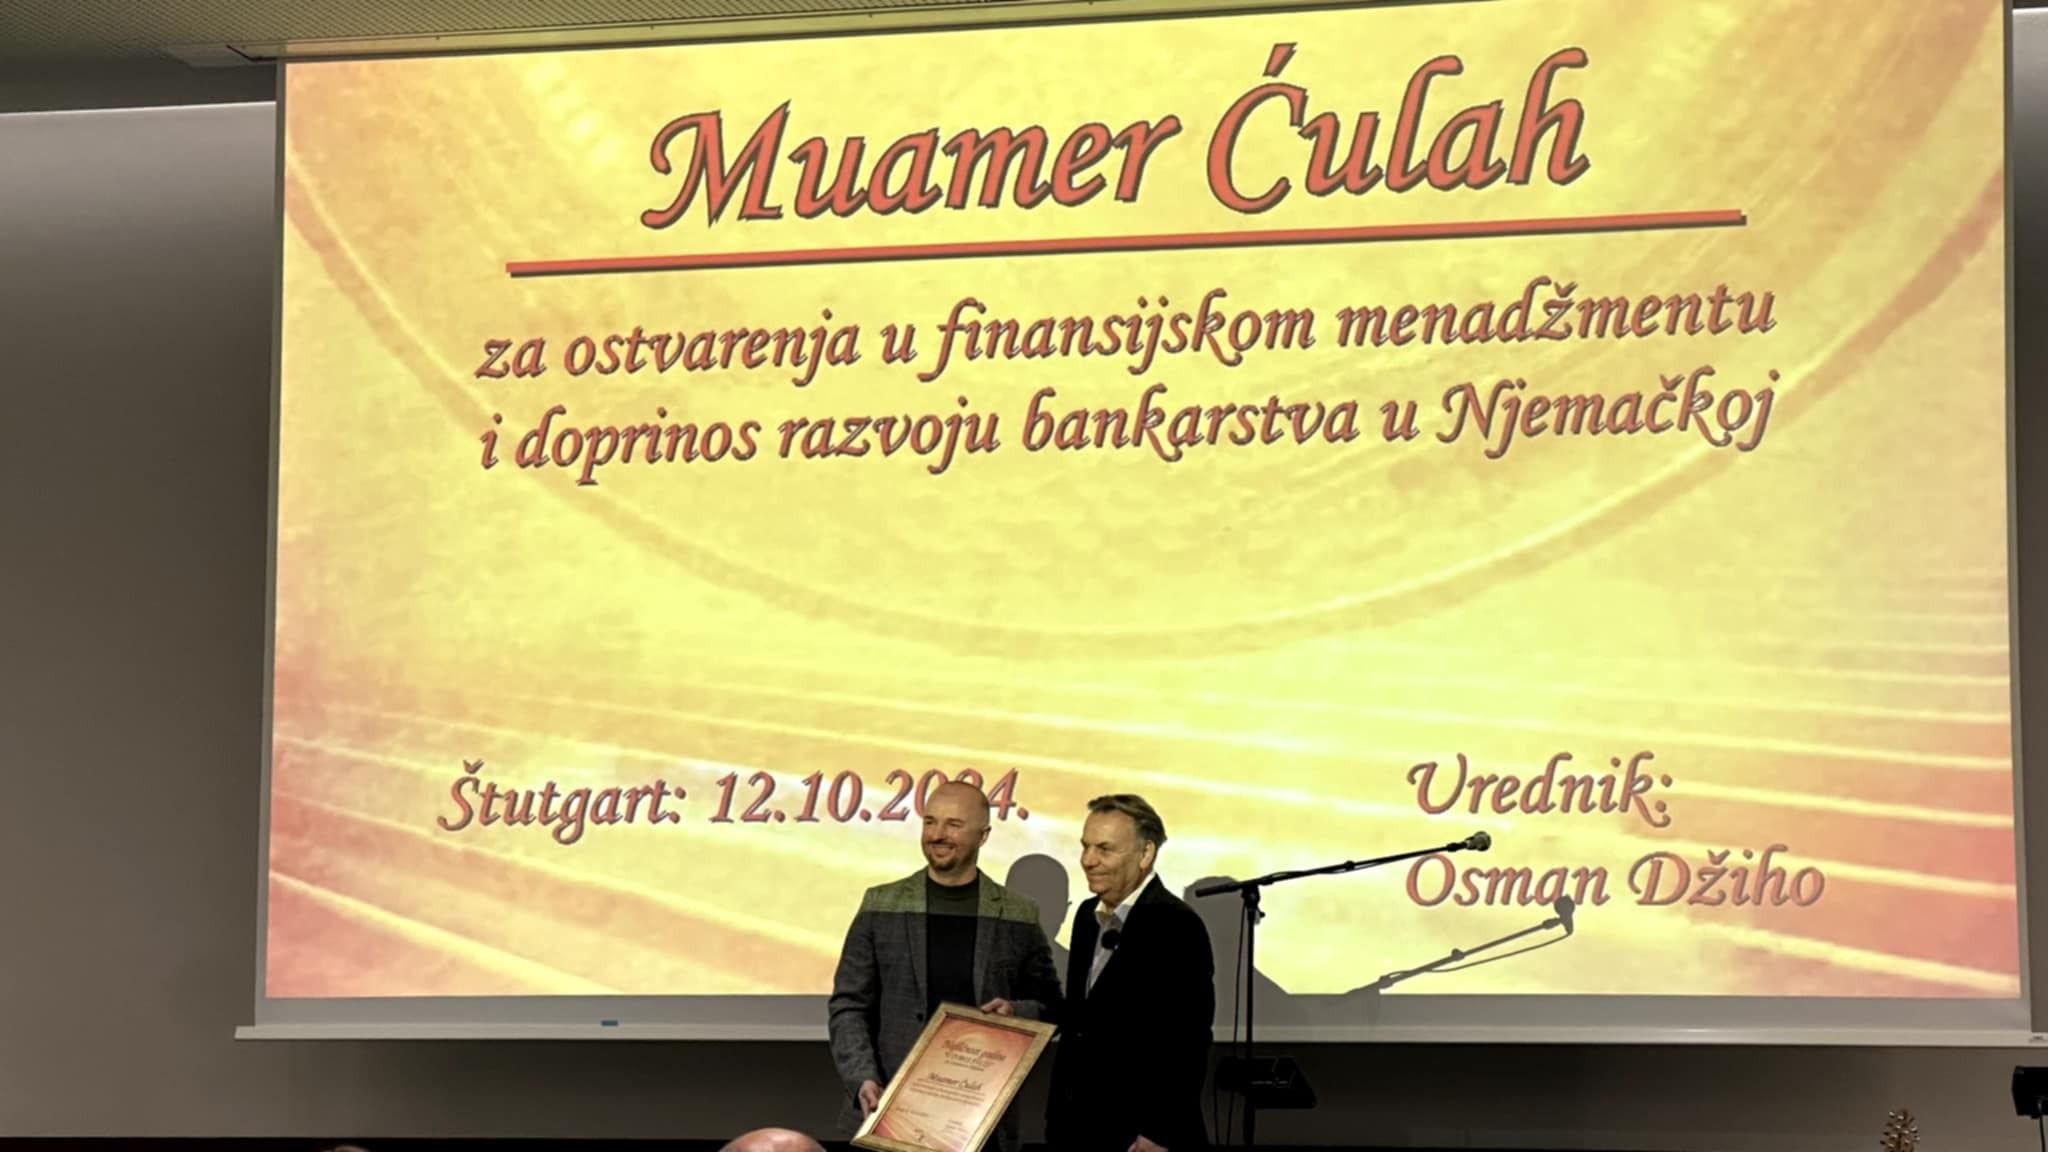 Muamer Ćulah
za ostvarenja u finansijskom menadžmentu
i doprinos razvoju bankarstva u Njemačkoj
Štutgart: 12.10.2024.
Urednik:
Osman Džiho
Muamer Ćulah